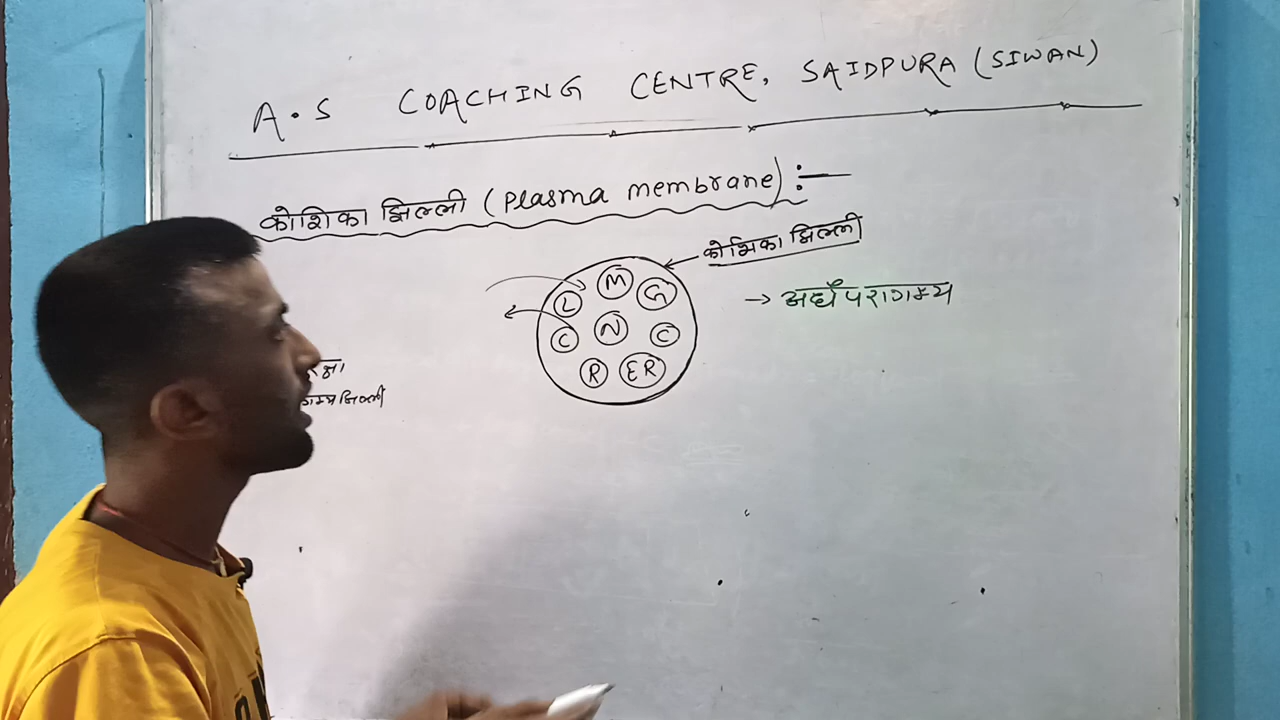 A.S COACHING CENTRE, SAIDPURA (SIWAN)
कोशिका झिल्ली (Plasma membrane) :—
कोशिका झिल्ली
→ अर्धपरागम्य
L
M
G
C
N
C
R
ER
झिल्ली